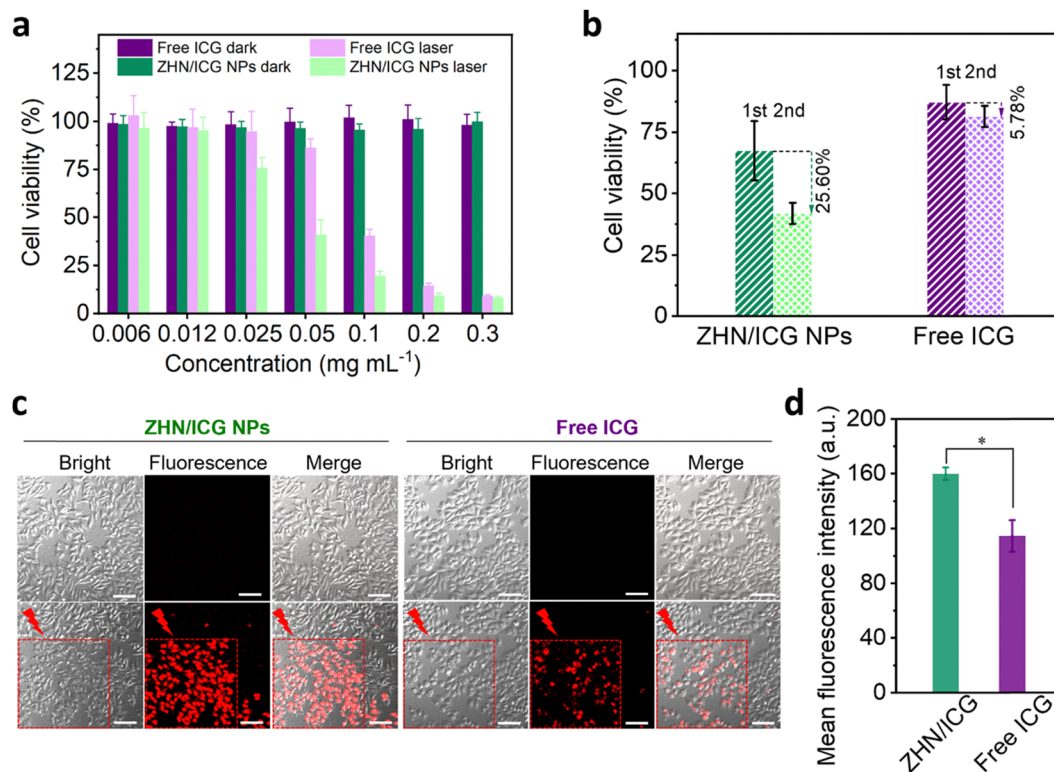 a
Free ICG dark
Free ICG laser
ZHN/ICG NPs dark
ZHN/ICG NPs laser
Cell viability (%)
125
100
75
50
25
0
0.006 0.012 0.025 0.05 0.1 0.2 0.3
Concentration (mg mL⁻¹)
b
Cell viability (%)
100
75
50
25
0
1st 2nd
25.60%
1st 2nd
5.78%
ZHN/ICG NPs
Free ICG
c
ZHN/ICG NPs
Free ICG
Bright Fluorescence Merge
Bright Fluorescence Merge
d
Mean fluorescence intensity (a.u.)
200
160
120
80
40
0
*
ZHN/ICG
Free ICG